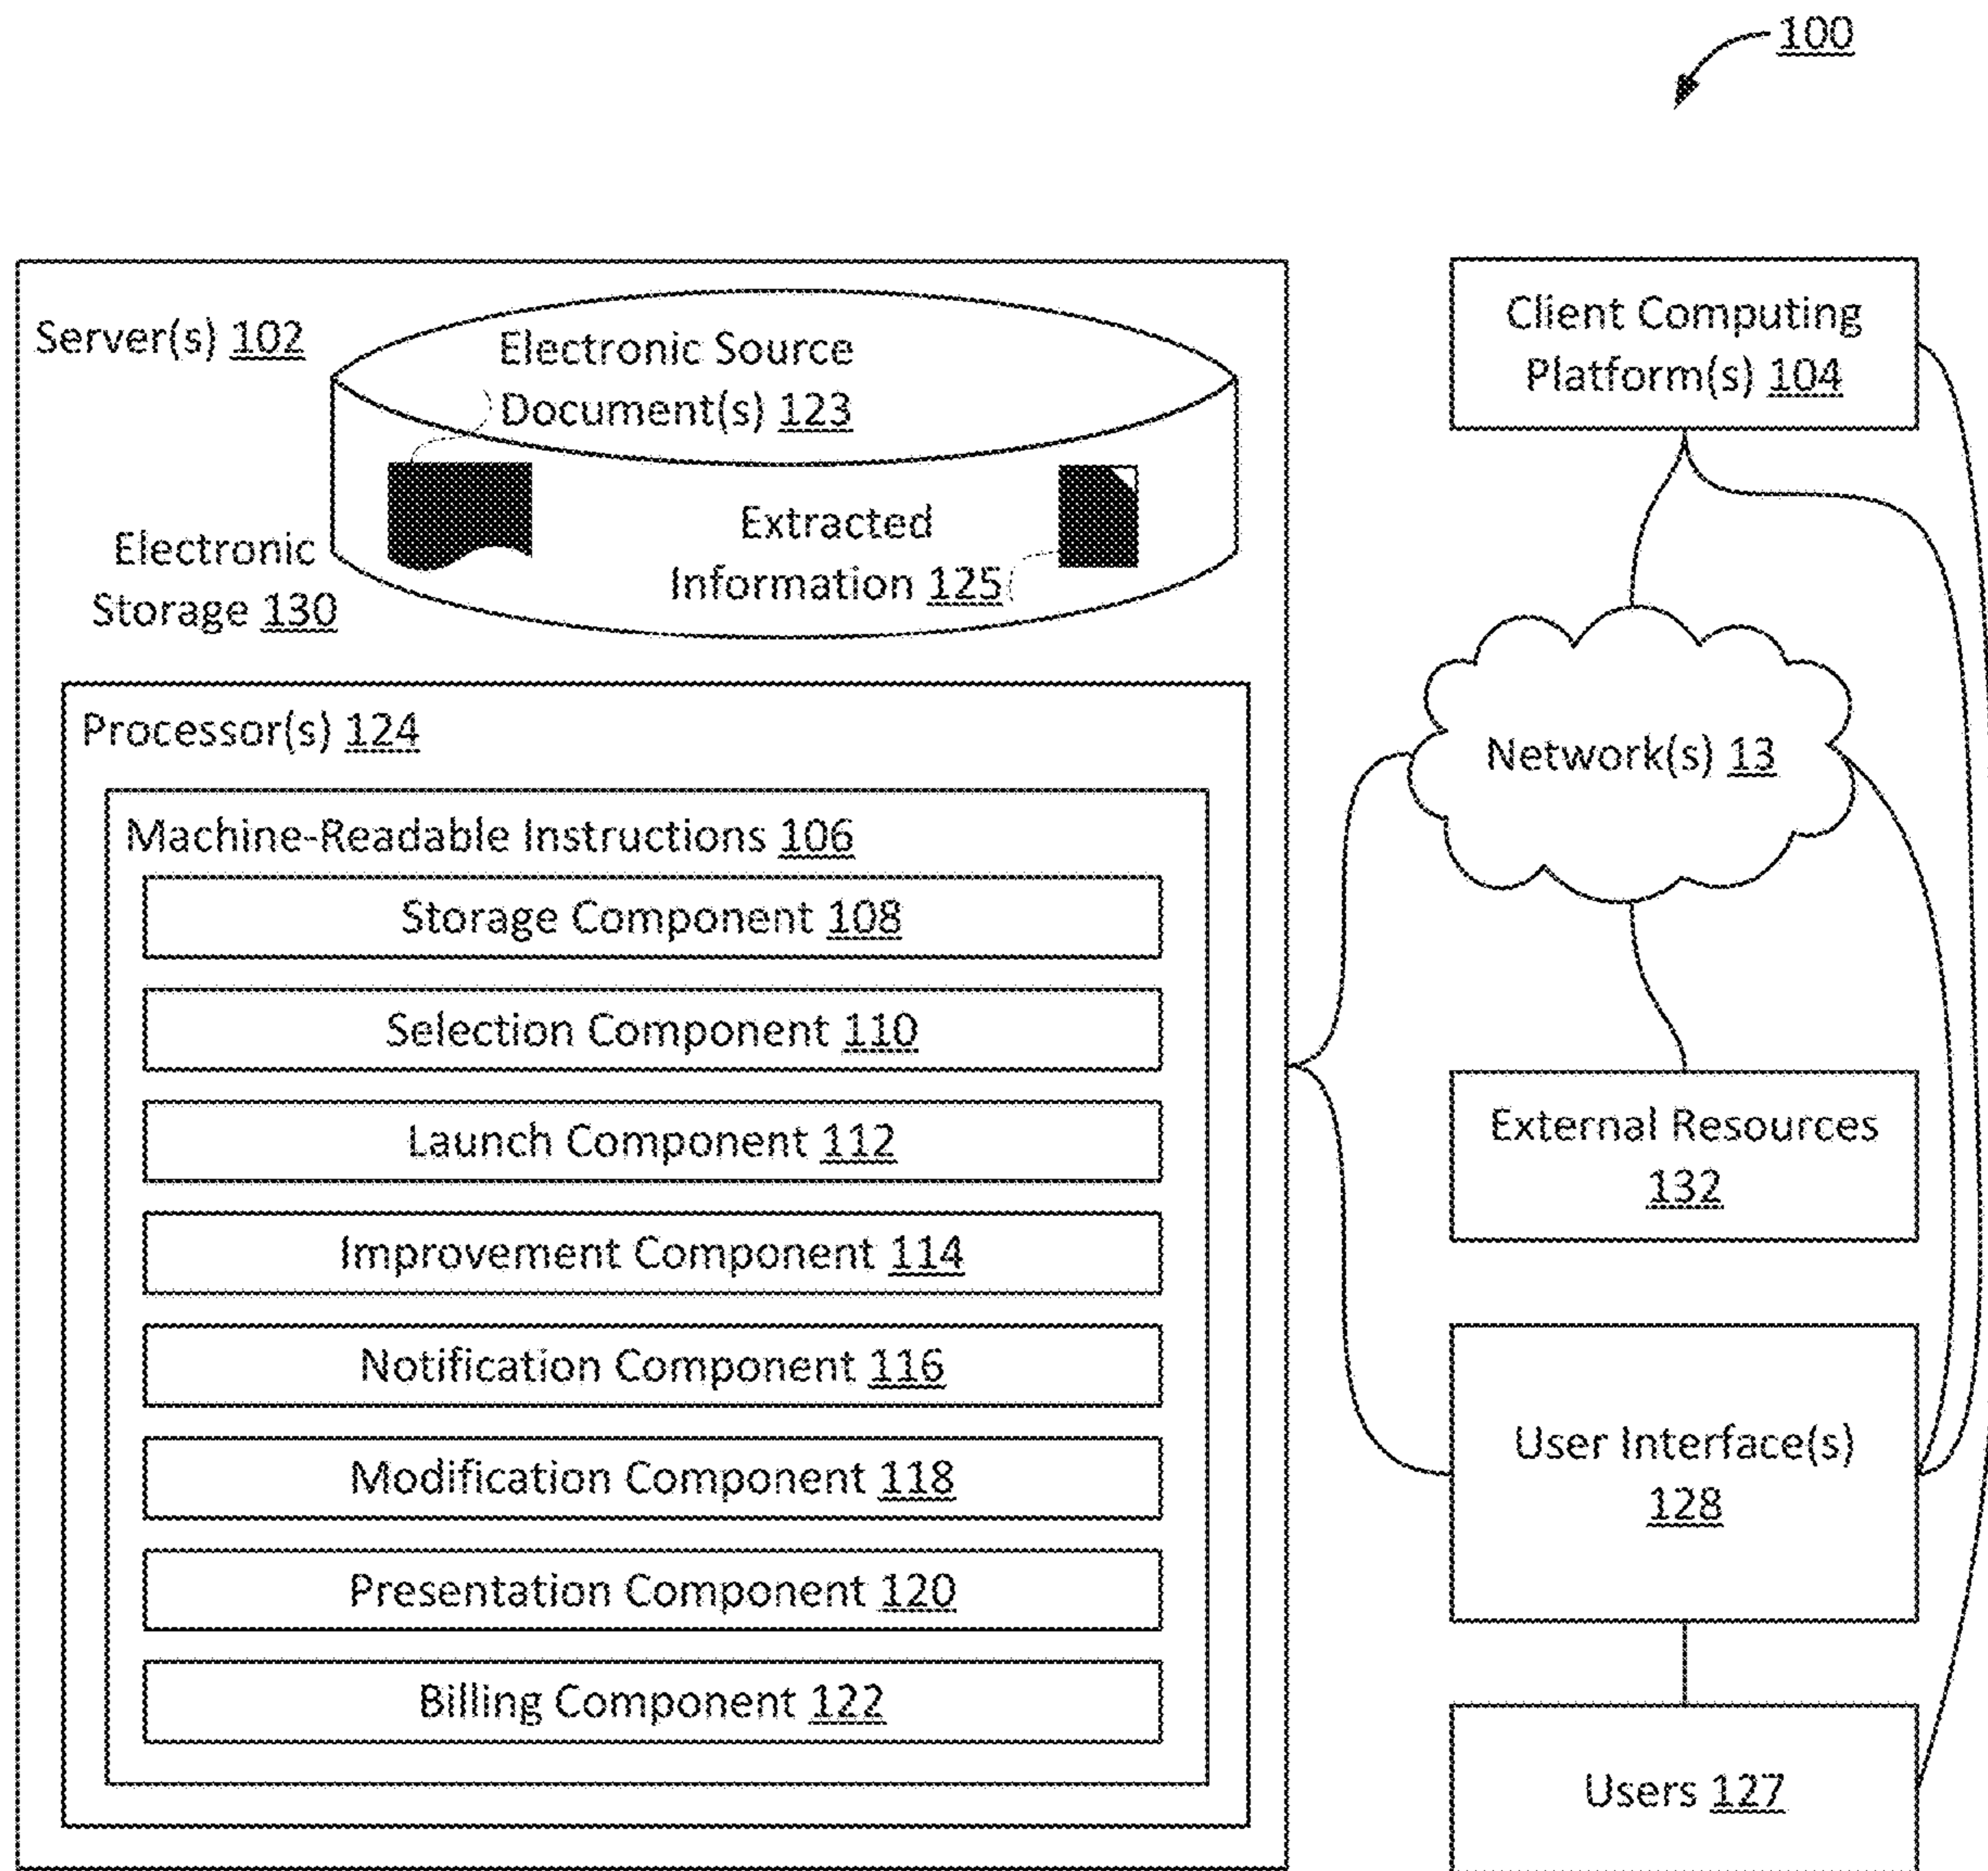 100
Server(s) 102
Electronic Source
Document(s) 123
Extracted
Information 125
Electronic
Storage 130
Processor(s) 124
Machine-Readable Instructions 106
Storage Component 108
Selection Component 110
Launch Component 112
Improvement Component 114
Notification Component 116
Modification Component 118
Presentation Component 120
Billing Component 122
Client Computing
Platform(s) 104
Network(s) 13
External Resources
132
User Interface(s)
128
Users 127